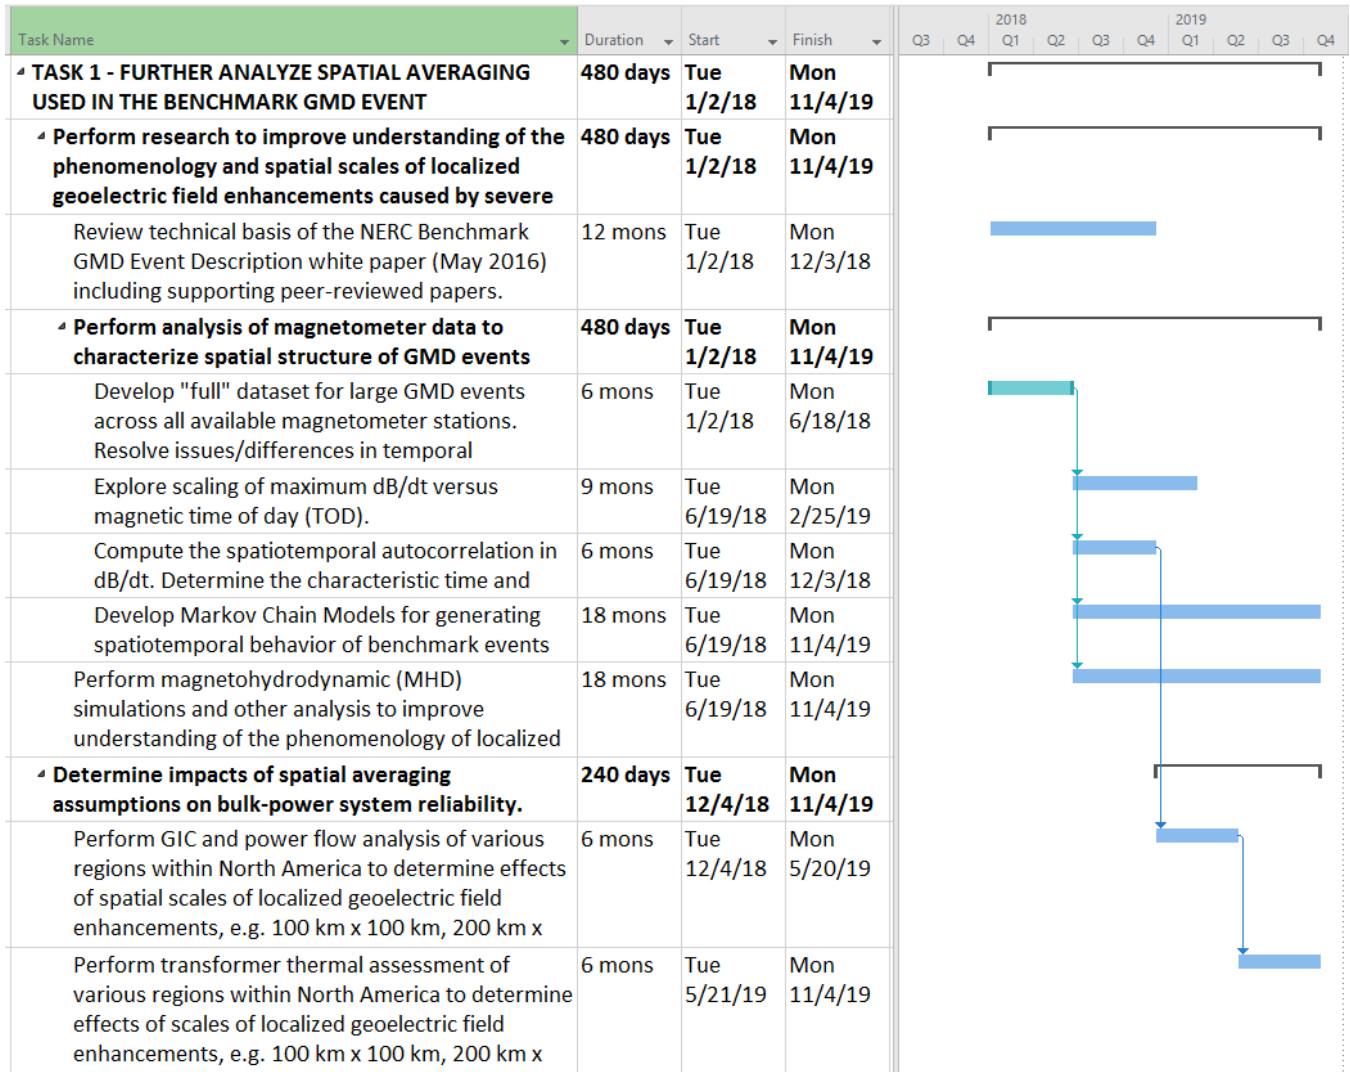 2018 2019
Task Name Duration Start Finish Q3 Q4 Q1 Q2 Q3 Q4 Q1 Q2 Q3 Q4
TASK 1 - FURTHER ANALYZE SPATIAL AVERAGING 480 days Tue Mon
USED IN THE BENCHMARK GMD EVENT 1/2/18 11/4/19
Perform research to improve understanding of the 480 days Tue Mon
phenomenology and spatial scales of localized 1/2/18 11/4/19
geoelectric field enhancements caused by severe
Review technical basis of the NERC Benchmark 12 mons Tue Mon
GMD Event Description white paper (May 2016) 1/2/18 12/3/18
including supporting peer-reviewed papers.
Perform analysis of magnetometer data to 480 days Tue Mon
characterize spatial structure of GMD events 1/2/18 11/4/19
Develop "full" dataset for large GMD events 6 mons Tue Mon
across all available magnetometer stations. 1/2/18 6/18/18
Resolve issues/differences in temporal
Explore scaling of maximum dB/dt versus 9 mons Tue Mon
magnetic time of day (TOD). 6/19/18 2/25/19
Compute the spatiotemporal autocorrelation in 6 mons Tue Mon
dB/dt. Determine the characteristic time and 6/19/18 12/3/18
Develop Markov Chain Models for generating 18 mons Tue Mon
spatiotemporal behavior of benchmark events 6/19/18 11/4/19
Perform magnetohydrodynamic (MHD) 18 mons Tue Mon
simulations and other analysis to improve 6/19/18 11/4/19
understanding of the phenomenology of localized
Determine impacts of spatial averaging 240 days Tue Mon
assumptions on bulk-power system reliability. 12/4/18 11/4/19
Perform GIC and power flow analysis of various 6 mons Tue Mon
regions within North America to determine effects 12/4/18 5/20/19
of spatial scales of localized geoelectric field
enhancements, e.g. 100 km x 100 km, 200 km x
Perform transformer thermal assessment of 6 mons Tue Mon
various regions within North America to determine 5/21/19 11/4/19
effects of scales of localized geoelectric field
enhancements, e.g. 100 km x 100 km, 200 km x